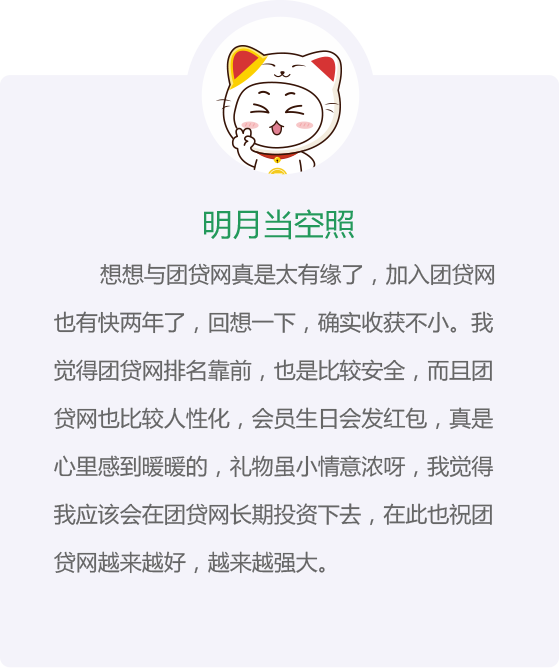 明月当空照
想想与团贷网真是太有缘了，加入团贷网
也有快两年了，回想一下，确实收获不小。我
觉得团贷网排名靠前，也是比较安全，而且团
贷网也比较人性化，会员生日会发红包，真是
心里感到暖暖的，礼物虽小情意浓呀，我觉得
我应该会在团贷网长期投资下去，在此也祝团
贷网越来越好，越来越强大。